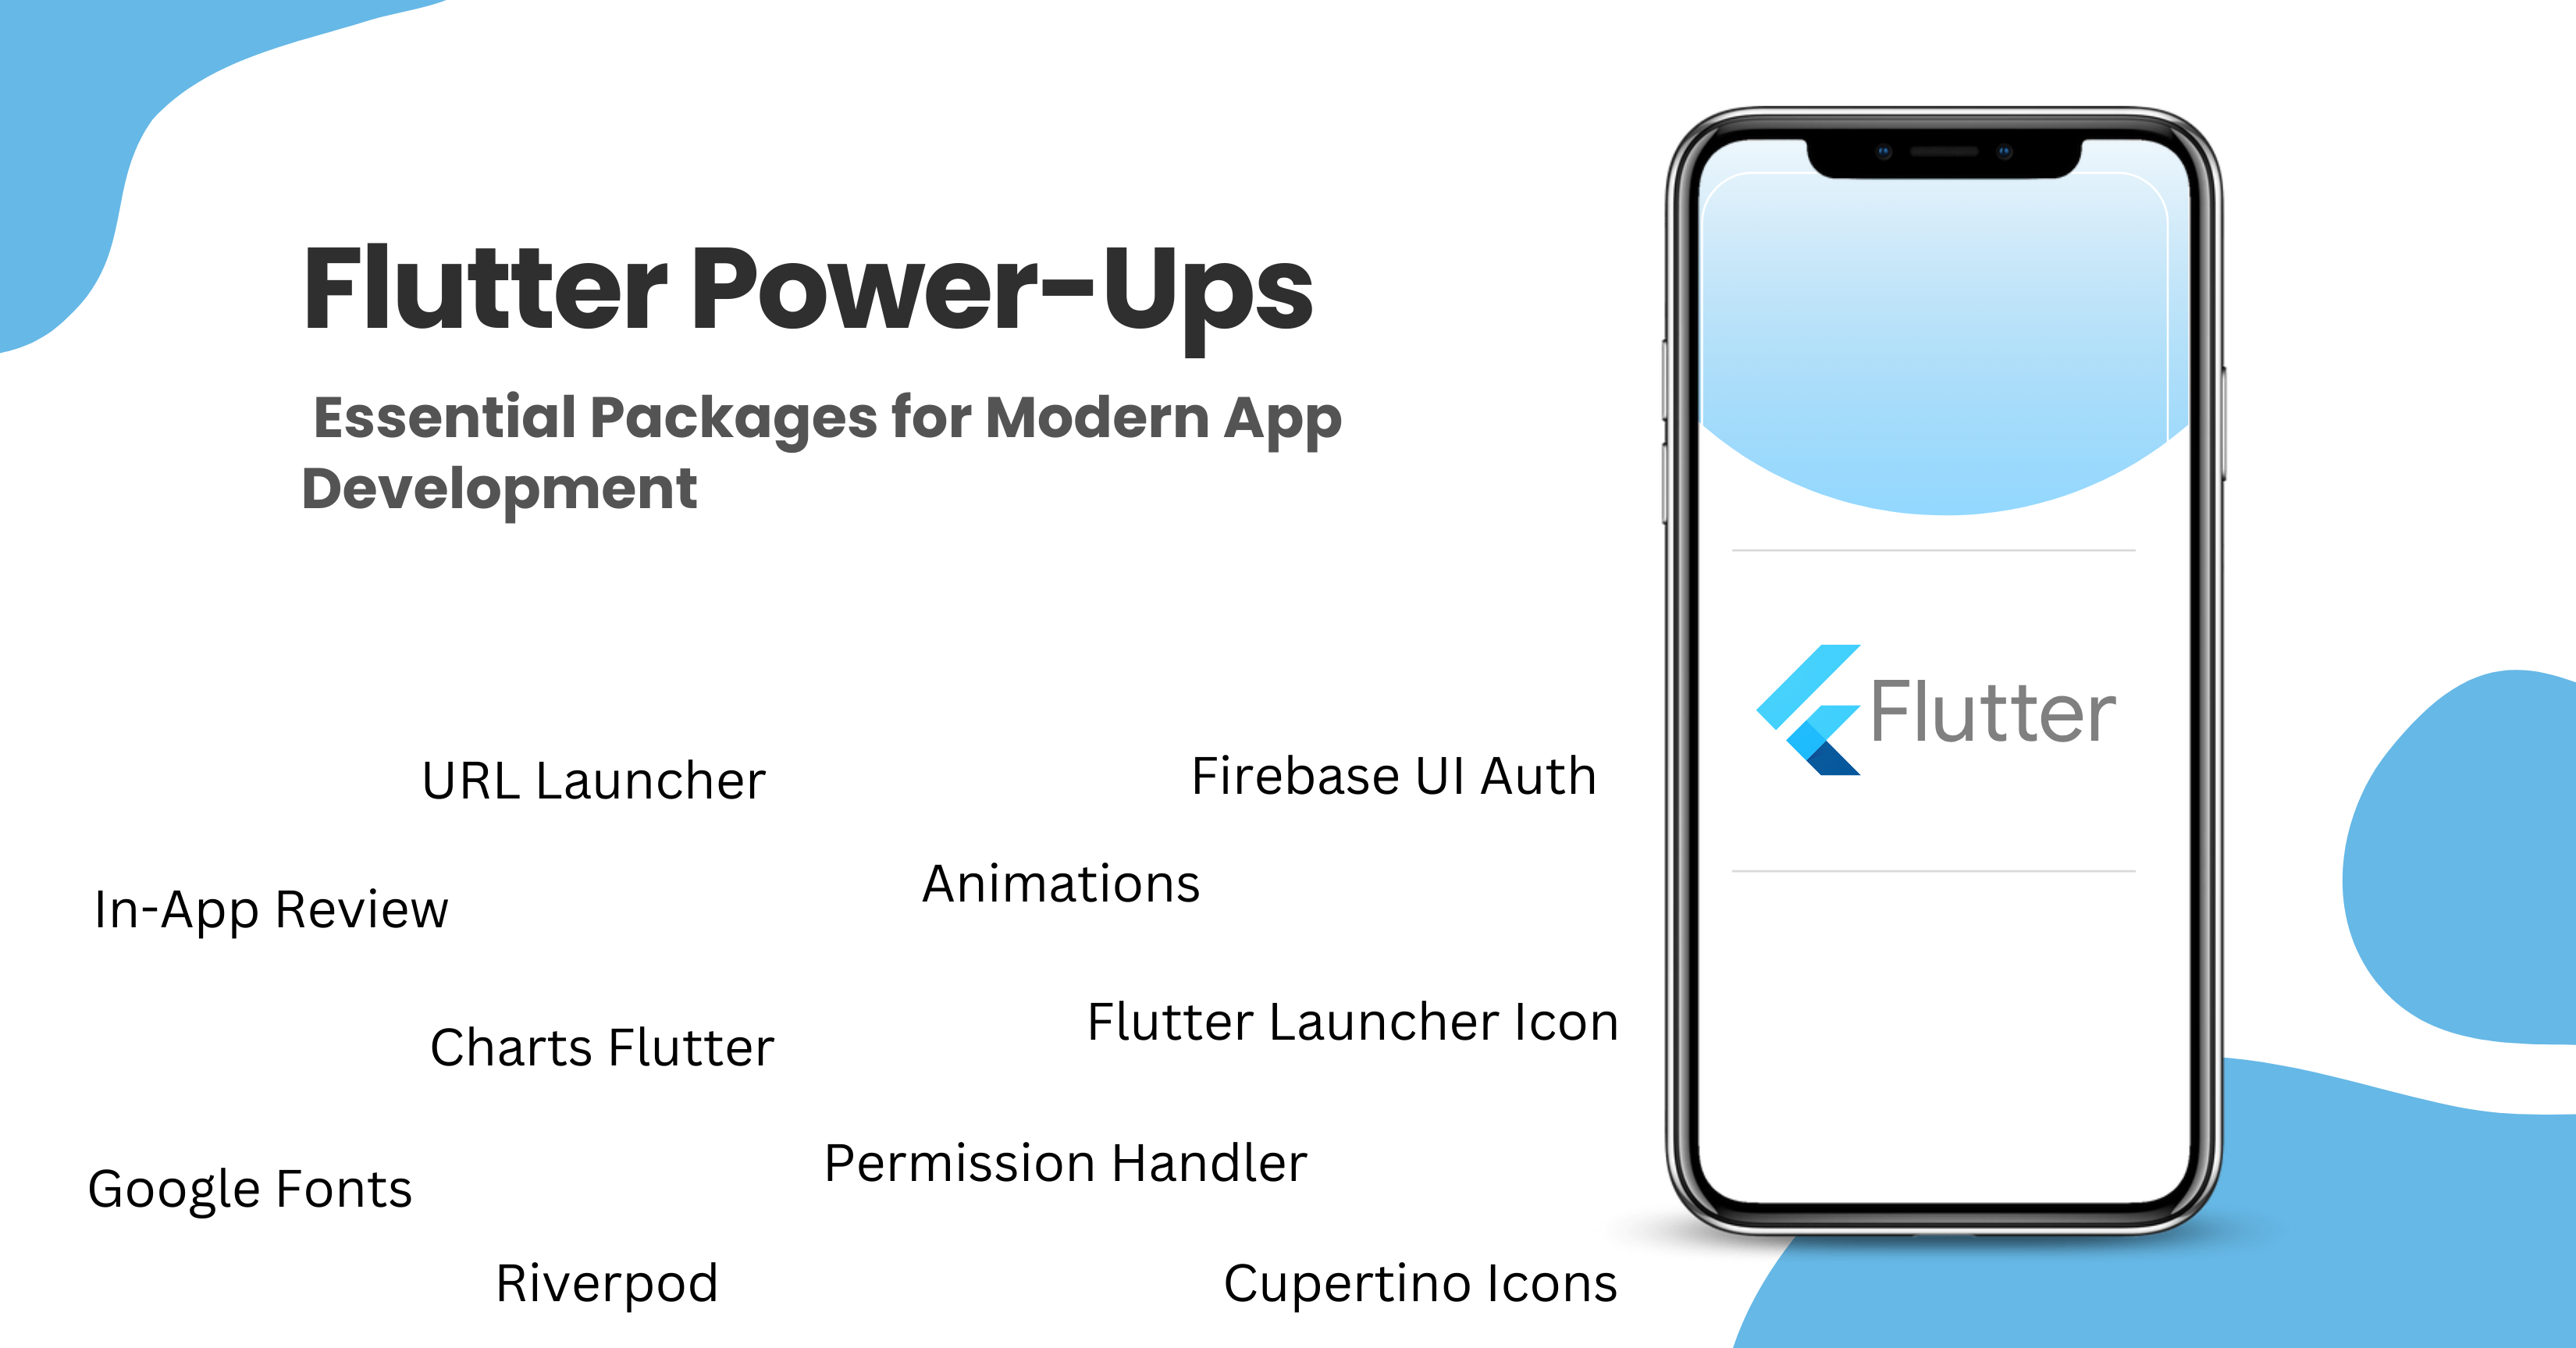 Flutter Power-Ups
Essential Packages for Modern App
Development
URL Launcher
Firebase UI Auth
In-App Review
Animations
Charts Flutter
Flutter Launcher Icon
Google Fonts
Permission Handler
Riverpod
Cupertino Icons
Flutter